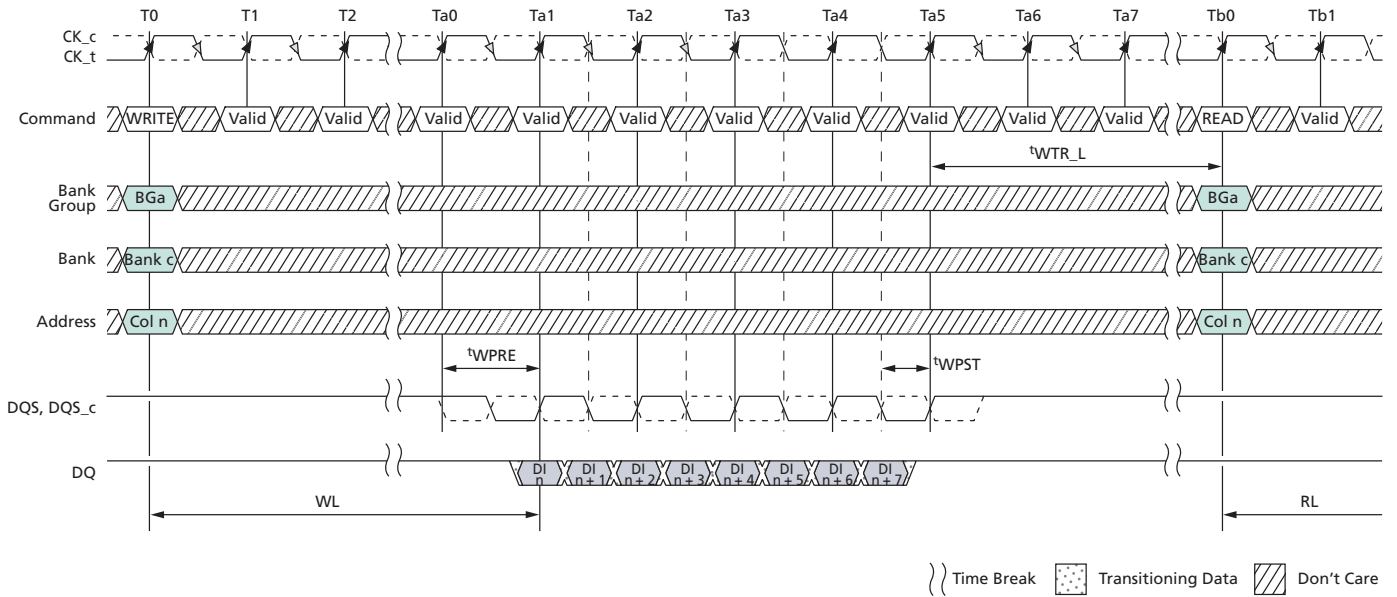 T0 T1 T2 Ta0 Ta1 Ta2 Ta3 Ta4 Ta5 Ta6 Ta7 Tb0 Tb1
CK_c
CK_t
Command WRITE Valid Valid Valid Valid Valid Valid Valid Valid Valid Valid READ Valid
tWTR_L
Bank
Group BGa BGa
Bank Bank c Bank c
Address Col n Col n
tWPRE tWPST
DQS, DQS_c
DQ DI n DI n + 1 DI n + 2 DI n + 3 DI n + 4 DI n + 5 DI n + 6 DI n + 7
WL RL
Time Break Transitioning Data Don't Care